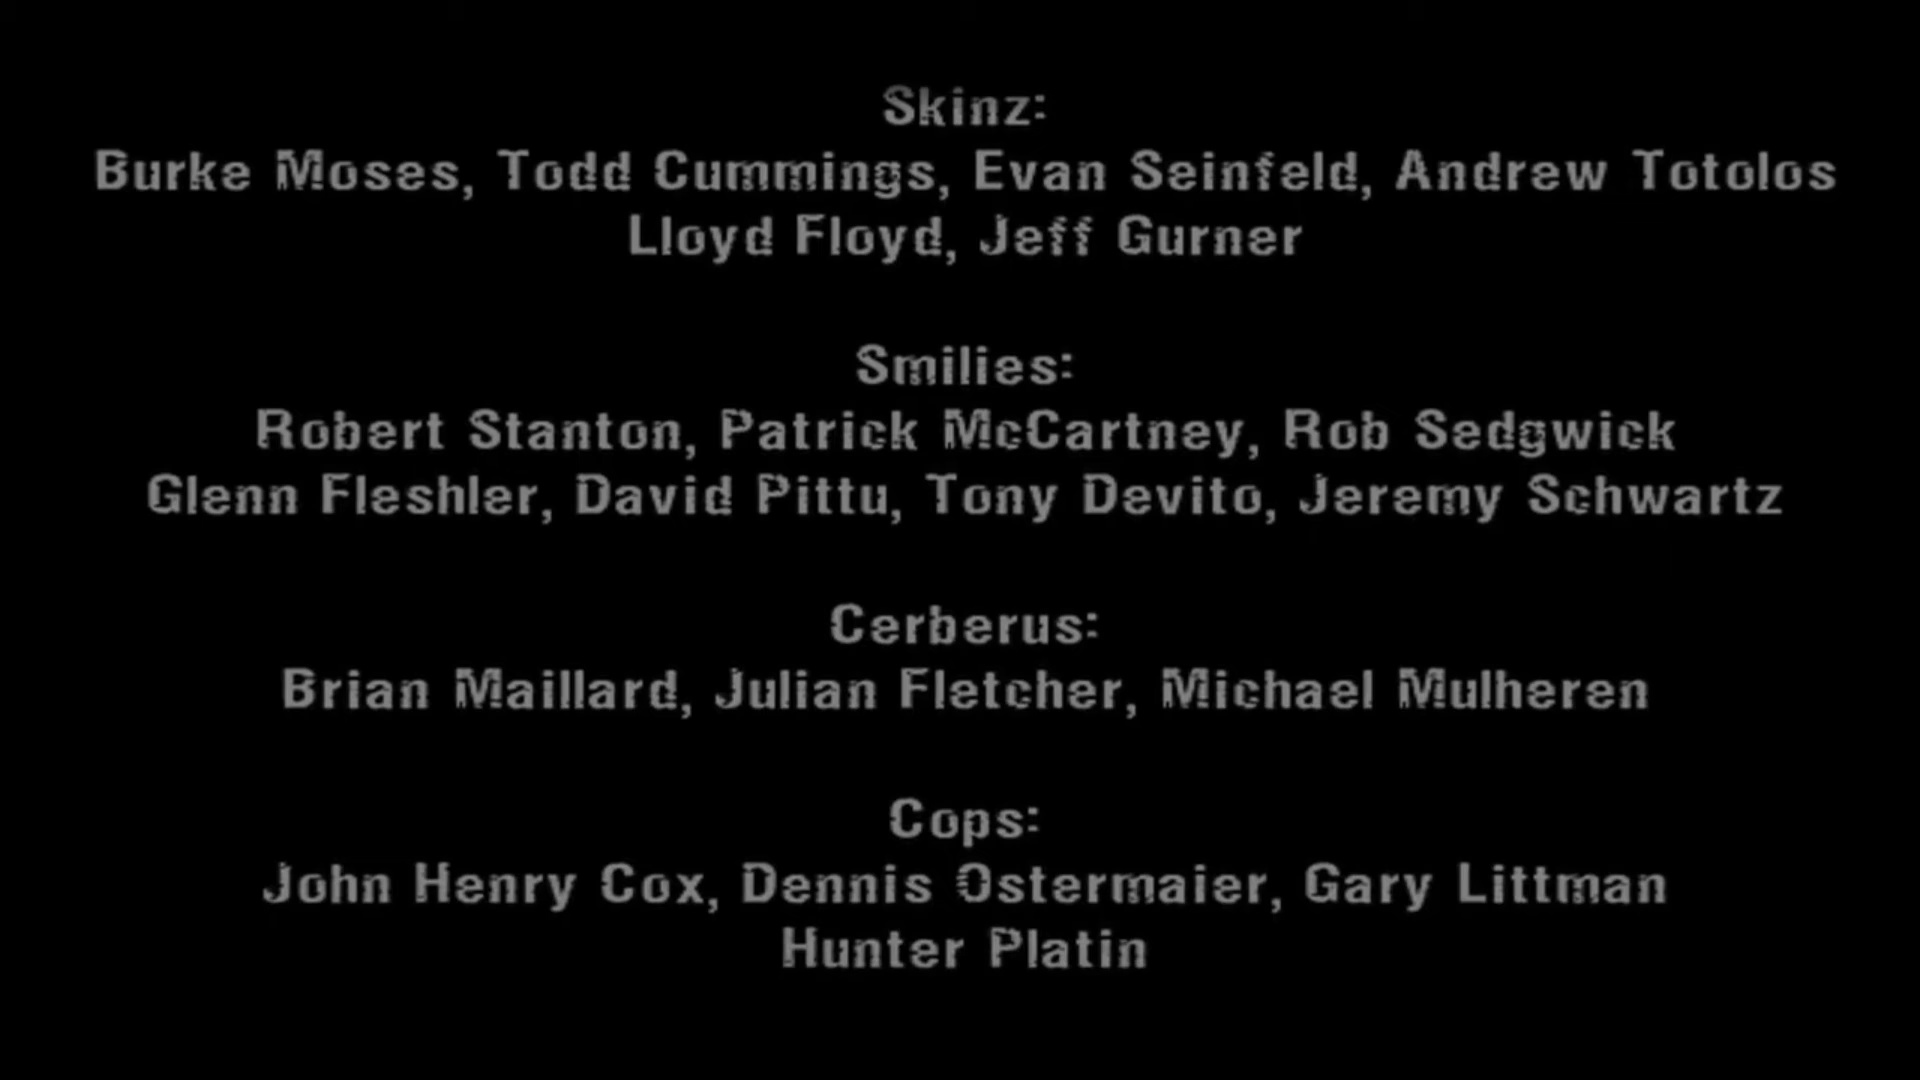 Skinz:
Burke Moses, Todd Cummings, Evan Seinfeld, Andrew Totolos
Lloyd Floyd, Jeff Gurner
Smilies:
Robert Stanton, Patrick McCartney, Rob Sedgwick
Glenn Fleshler, David Pittu, Tony Devito, Jeremy Schwartz
Cerberus:
Brian Maillard, Julian Fletcher, Michael Mulheren
Cops:
John Henry Cox, Dennis Ostermaier, Gary Littman
Hunter Platin